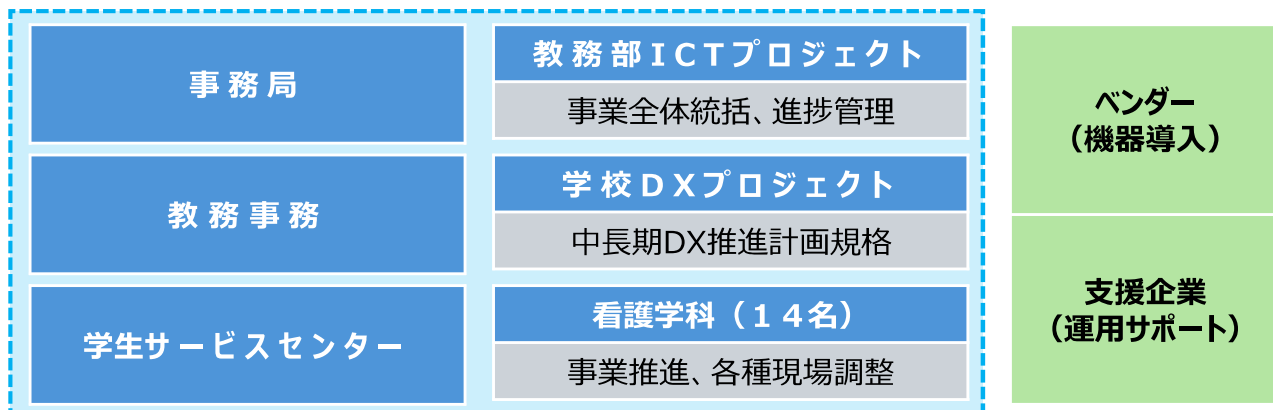 事務局
教務部ICTプロジェクト
事業全体統括、進捗管理
教務事務
学校DXプロジェクト
中長期DX推進計画規格
学生サービスセンター
看護学科（14名）
事業推進、各種現場調整
ベンダー
（機器導入）
支援企業
（運用サポート）